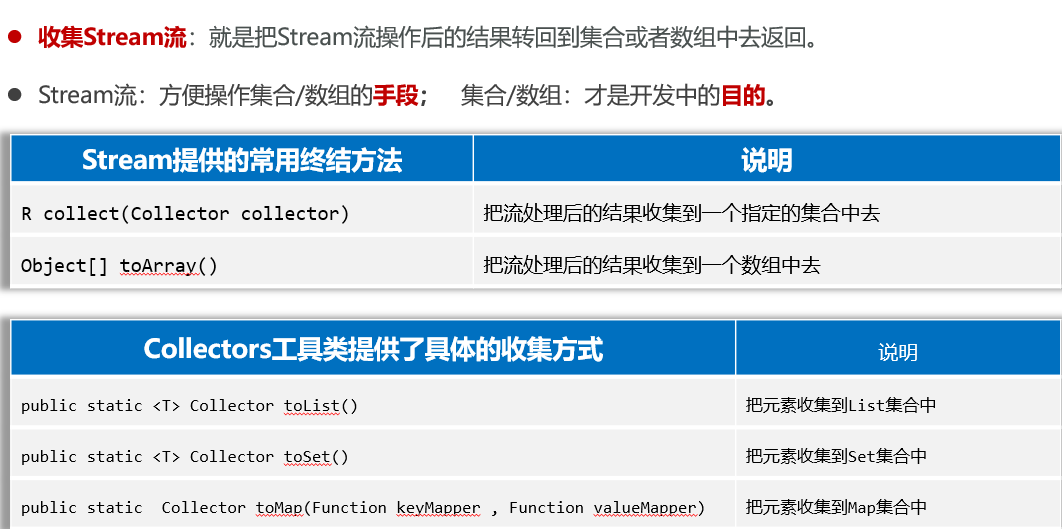 收集Stream流：就是把Stream流操作后的结果转回到集合或者数组中去返回。
Stream流：方便操作集合/数组的手段； 集合/数组：才是开发中的目的。
Stream提供的常用终结方法 说明
R collect(Collector collector) 把流处理后的结果收集到一个指定的集合中去
Object[] toArray() 把流处理后的结果收集到一个数组中去
Collectors工具类提供了具体的收集方式 说明
public static <T> Collector toList() 把元素收集到List集合中
public static <T> Collector toSet() 把元素收集到Set集合中
public static Collector toMap(Function keyMapper , Function valueMapper) 把元素收集到Map集合中